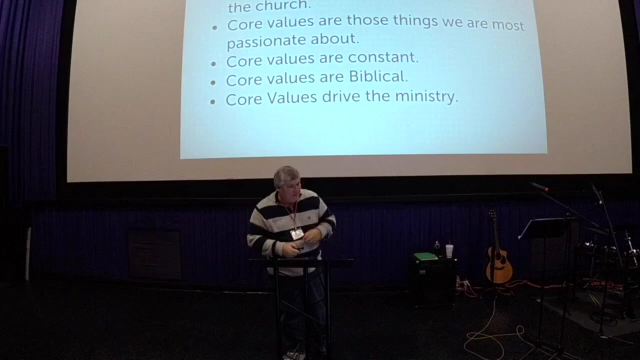 the church.
• Core values are those things we are most
passionate about.
• Core values are constant.
• Core values are Biblical.
• Core Values drive the ministry.